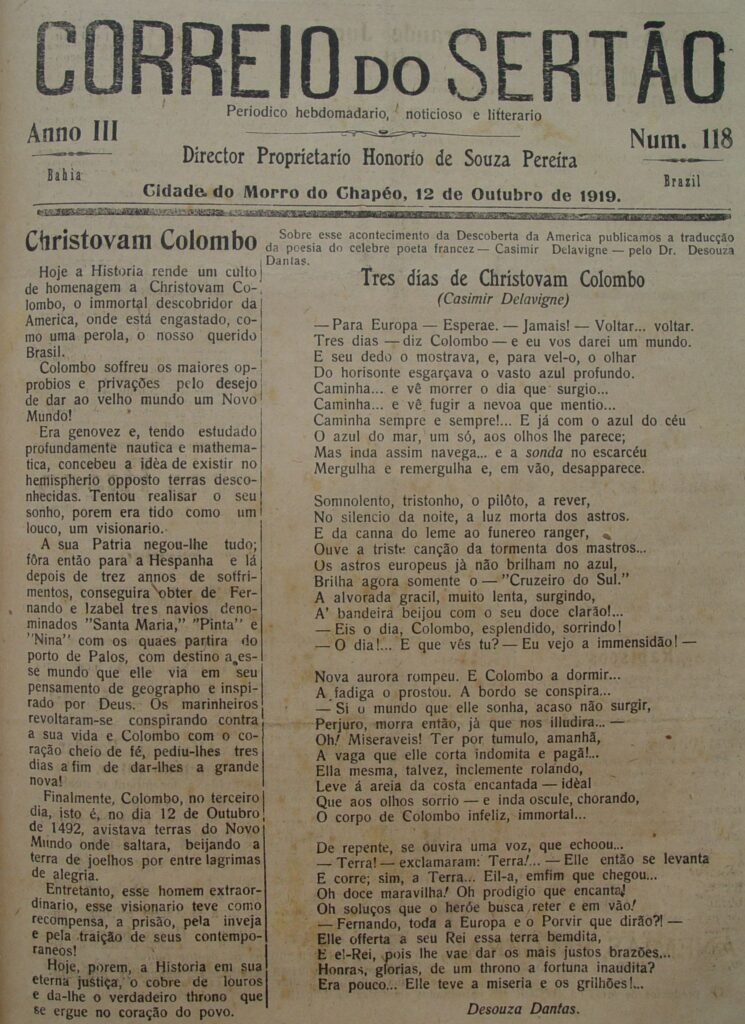 CORREIO DO SERTÃO
Periodico hebdomadario, noticioso e litterario
Anno III
Num. 118
Bahia
Director Proprietario Honorio de Souza Pereira
Brazil
Cidade do Morro do Chapéo, 12 de Outubro de 1919.
Christovam Colombo
Hoje a Historia rende um culto
de homenagem a Christovam Co-
lombo, o immortal descobridor da
America, onde está engastado, co-
mo uma perola, o nosso querido
Brasil.
Colombo soffreu os maiores op-
probios e privações pelo desejo
de dar ao velho mundo um Novo
Mundo!
Era genovez e, tendo estudado
profundamente nautica e mathema-
tica, concebeu a idèa de existir no
hemispherio opposto terras desco-
nhecidas. Tentou realisar o seu
sonho, porem era tido como um
louco, um visionario.
A sua Patria negou-lhe tudo;
fôra então para a Hespanha e lá
depois de trez annos de soffri-
mentos, conseguira obter de Fer-
nando e Izabel tres navios deno-
minados "Santa Maria," "Pinta" e
"Nina" com os quaes partira do
porto de Palos, com destino a es-
se mundo que elle via em seu
pensamento de geographo e inspi-
rado por Deus. Os marinheiros
revoltaram-se conspirando contra
a sua vida e Colombo com o co-
ração cheio de fé, pediu-lhes tres
dias a fim de dar-lhes a grande
nova!
Finalmente, Colombo, no terceiro
dia, isto é, no dia 12 de Outubro
de 1492, avistava terras do Novo
Mundo onde saltara, beijando a
terra de joelhos por entre lagrimas
de alegria.
Entretanto, esse homem extraor-
dinario, esse visionario teve como
recompensa, a prisão, pela inveja
e pela traição de seus contempo-
raneos!
Hoje, porem, a Historia em sua
eterna justiça, o cobre de louros
e da-lhe o verdadeiro throno que
se ergue no coração do povo.
Sobre esse acontecimento da Descoberta da America publicamos a traducção
da poesia do celebre poeta francez — Casimir Delavigne — pelo Dr. Desouza
Dantas.
Tres dias de Christovam Colombo
(Casimir Delavigne)
— Para Europa — Esperae. — Jamais! — Voltar... voltar.
Tres dias — diz Colombo — e eu vos darei um mundo.
E seu dedo o mostrava, e, para vel-o, o olhar
Do horisonte esgarçava o vasto azul profundo.
Caminha... e vê morrer o dia que surgio...
Caminha... e vê fugir a nevoa que mentio...
Caminha sempre e sempre!... E já com o azul do céu
O azul do mar, um só, aos olhos lhe parece;
Mas inda assim navega... e a sonda no escarcéu
Mergulha e remergulha e, em vão, desapparece.
Somnolento, tristonho, o pilôto, a rever,
No silencio da noite, a luz morta dos astros.
E da canna do leme ao funereo ranger,
Ouve a triste canção da tormenta dos mastros...
Os astros europeus já não brilham no azul,
Brilha agora somente o — "Cruzeiro do Sul."
A alvorada gracil, muito lenta, surgindo,
A' bandeira beijou com o seu doce clarão!...
— Eis o dia, Colombo, esplendido, sorrindo!
— O dia!... E que vés tu? — Eu vejo a immensidão! —
Nova aurora rompeu. E Colombo a dormir...
A fadiga o prostou. A bordo se conspira...
— Si o mundo que elle sonha, acaso não surgir,
Perjuro, morra então, já que nos illudira... —
Oh! Miseraveis! Ter por tumulo, amanhã,
A vaga que elle corta indomita e pagã!...
Ella mesma, talvez, inclemente rolando,
Leve á areia da costa encantada — idèal
Que aos olhos sorrio — e inda oscule, chorando,
O corpo de Colombo infeliz, immortal...
De repente, se ouvira uma voz, que echoou...
— Terra! — exclamaram: Terra!... — Elle então se levanta
E corre; sim, a Terra... Eil-a, emfim que chegou...
Oh doce maravilha! Oh prodigio que encanta!
Oh soluços que o heróe busca reter e em vão!
— Fernando, toda a Europa e o Porvir que dirão?! —
Elle offerta a seu Rei essa terra bemdita,
E el-Rei, pois lhe vae dar os mais justos brazões...
Honras, glorias, de um throno a fortuna inaudita?
Era pouco... Elle teve a miseria e os grilhões!...
Desouza Dantas.